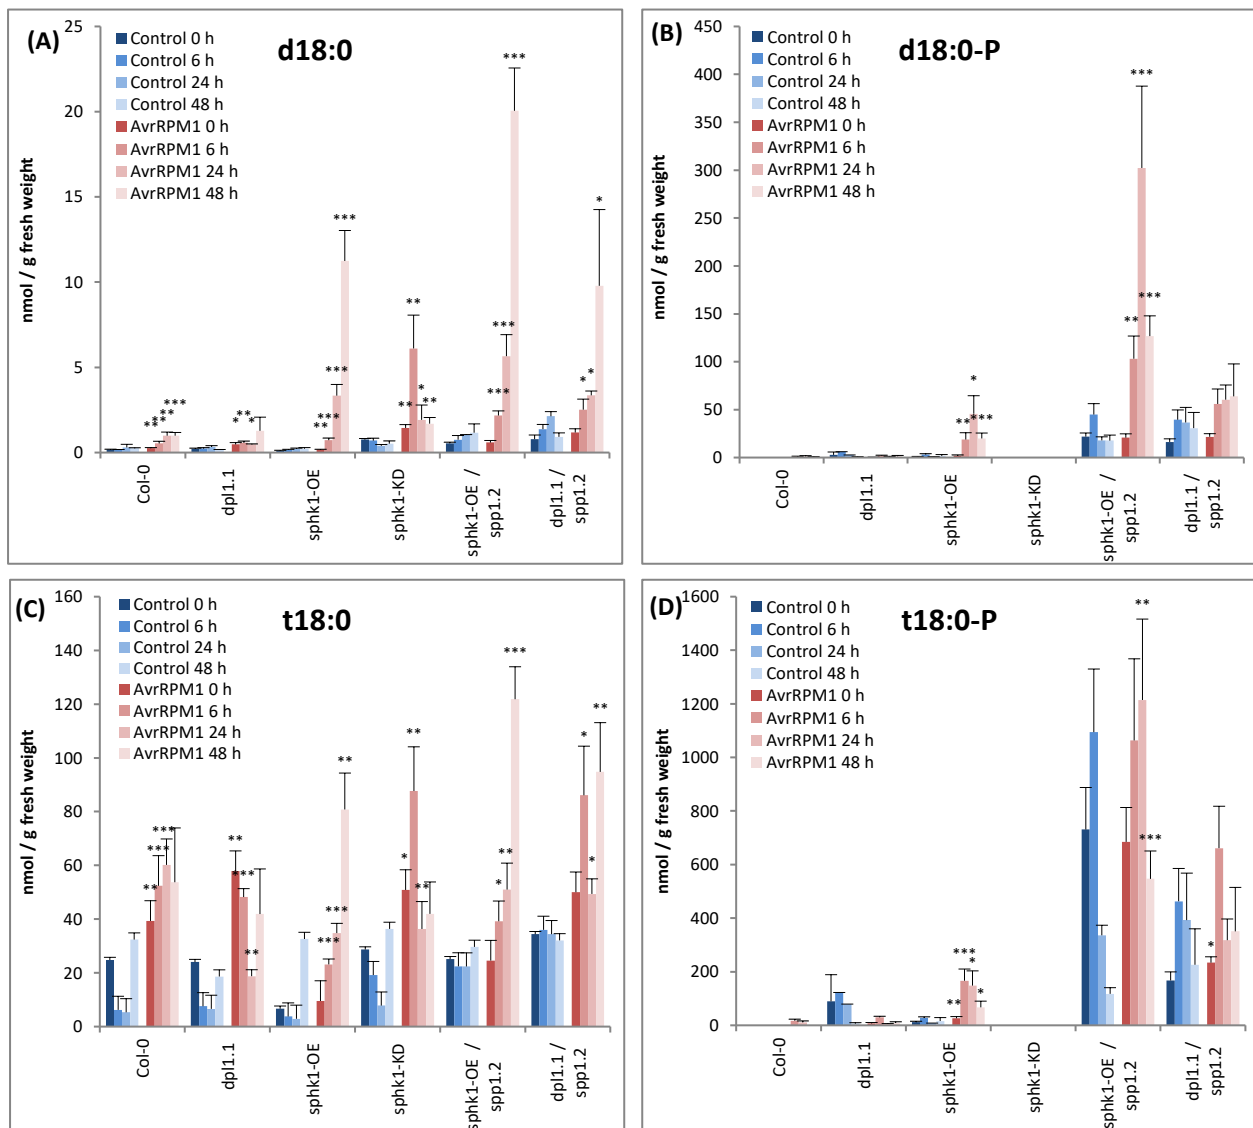 (A)
d18:0
Control 0 h
Control 6 h
Control 24 h
Control 48 h
AvrRPM1 0 h
AvrRPM1 6 h
AvrRPM1 24 h
AvrRPM1 48 h
nmol / g fresh weight
25
20
15
10
5
0
** ** ** ** ***
* ** *
** *** *** ***
** ** * **
*** *** ***
* * *
Col-0
dpl1.1
sphk1-OE
sphk1-KD
sphk1-OE /
spp1.2
dpl1.1 /
spp1.2
(B)
d18:0-P
Control 0 h
Control 6 h
Control 24 h
Control 48 h
AvrRPM1 0 h
AvrRPM1 6 h
AvrRPM1 24 h
AvrRPM1 48 h
nmol / g fresh weight
450
400
350
300
250
200
150
100
50
0
** * ***
** *** ***
Col-0
dpl1.1
sphk1-OE
sphk1-KD
sphk1-OE /
spp1.2
dpl1.1 /
spp1.2
(C)
t18:0
Control 0 h
Control 6 h
Control 24 h
Control 48 h
AvrRPM1 0 h
AvrRPM1 6 h
AvrRPM1 24 h
AvrRPM1 48 h
nmol / g fresh weight
160
140
120
100
80
60
40
20
0
** *** ***
** *** **
*** *** **
* ** **
* ** ***
* * **
Col-0
dpl1.1
sphk1-OE
sphk1-KD
sphk1-OE /
spp1.2
dpl1.1 /
spp1.2
(D)
t18:0-P
Control 0 h
Control 6 h
Control 24 h
Control 48 h
AvrRPM1 0 h
AvrRPM1 6 h
AvrRPM1 24 h
AvrRPM1 48 h
nmol / g fresh weight
1600
1400
1200
1000
800
600
400
200
0
** *** * *
** ***
*
Col-0
dpl1.1
sphk1-OE
sphk1-KD
sphk1-OE /
spp1.2
dpl1.1 /
spp1.2